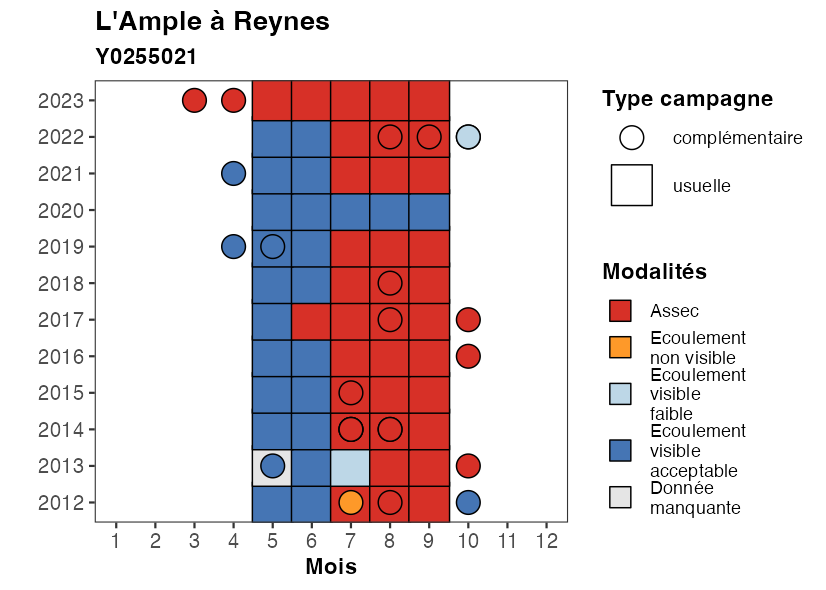 L'Ample à Reynes
Y0255021
2023
2022
2021
2020
2019
2018
2017
2016
2015
2014
2013
2012
1 2 3 4 5 6 7 8 9 10 11 12
Mois
Type campagne
complémentaire
usuelle
Modalités
Assec
Ecoulement
non visible
Ecoulement
visible
faible
Ecoulement
visible
acceptable
Donnée
manquante